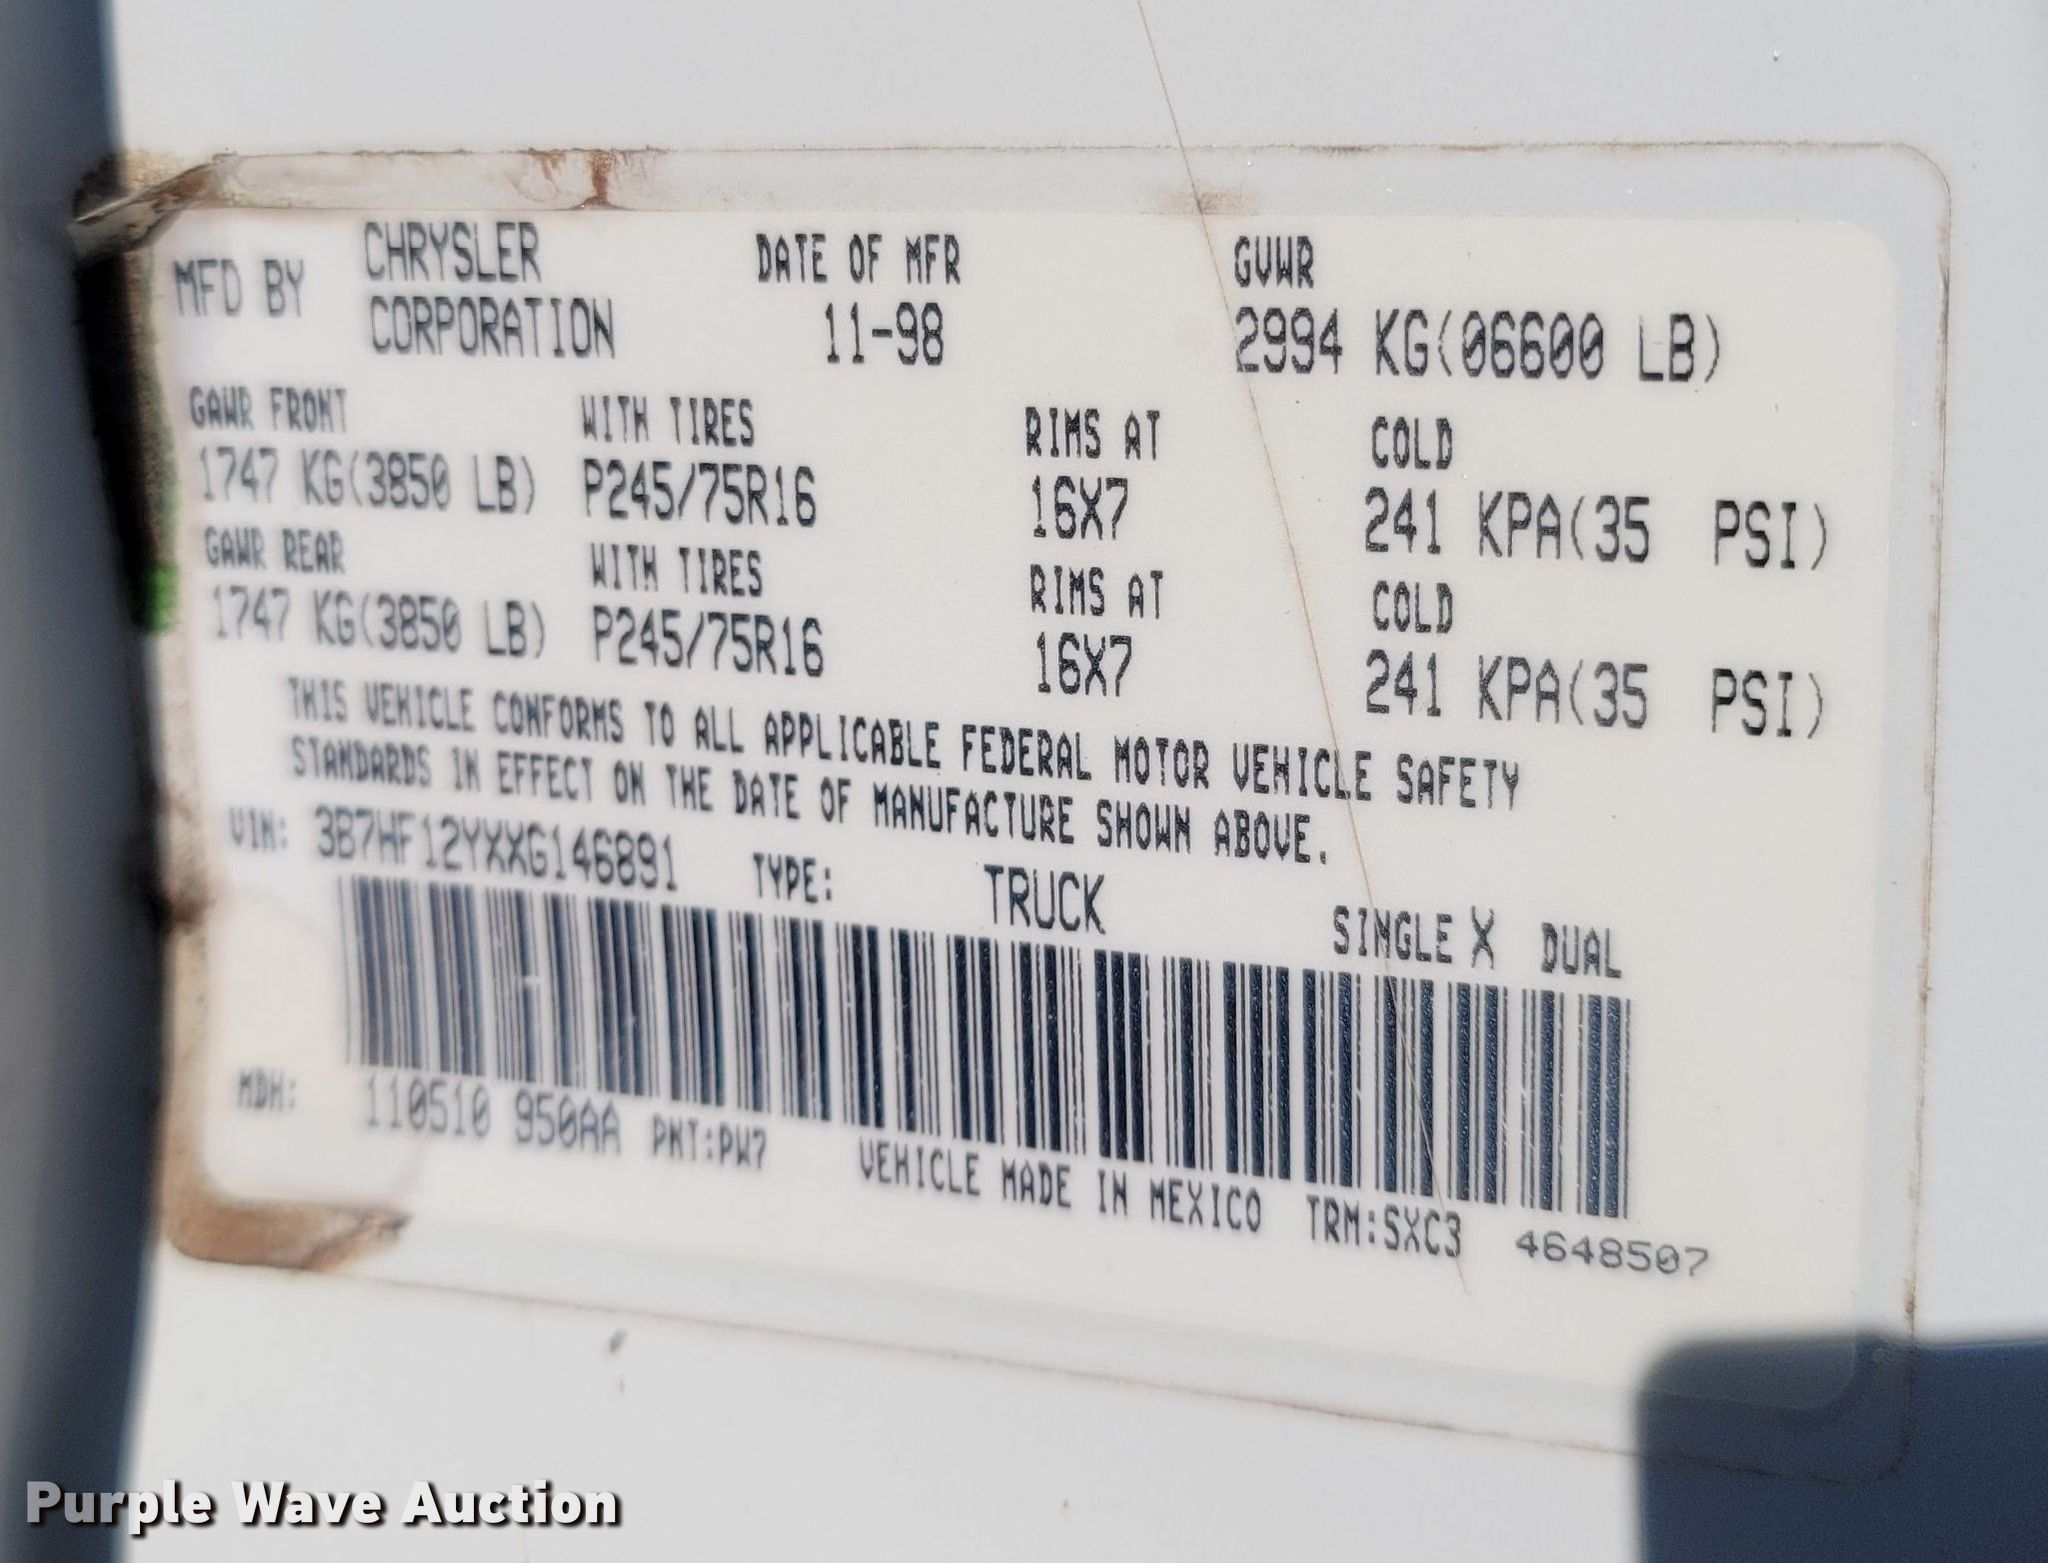 MFD BY CHRYSLER CORPORATION DATE OF MFR 11-98 GVWR 2994 KG(06600 LB)
GAWR FRONT WITH TIRES RIMS AT COLD
1747 KG(3850 LB) P245/75R16 16X7 241 KPA(35 PSI)
GAWR REAR WITH TIRES RIMS AT COLD
1747 KG(3850 LB) P245/75R16 16X7 241 KPA(35 PSI)
THIS VEHICLE CONFORMS TO ALL APPLICABLE FEDERAL MOTOR VEHICLE SAFETY
STANDARDS IN EFFECT ON THE DATE OF MANUFACTURE SHOWN ABOVE.
VIN: 3B7HF12YXXG146891 TYPE: TRUCK SINGLE X DUAL
MDH: 110510 950AA PNT:PW7 VEHICLE MADE IN MEXICO TRM:SXC3 4648507
Purple Wave Auction